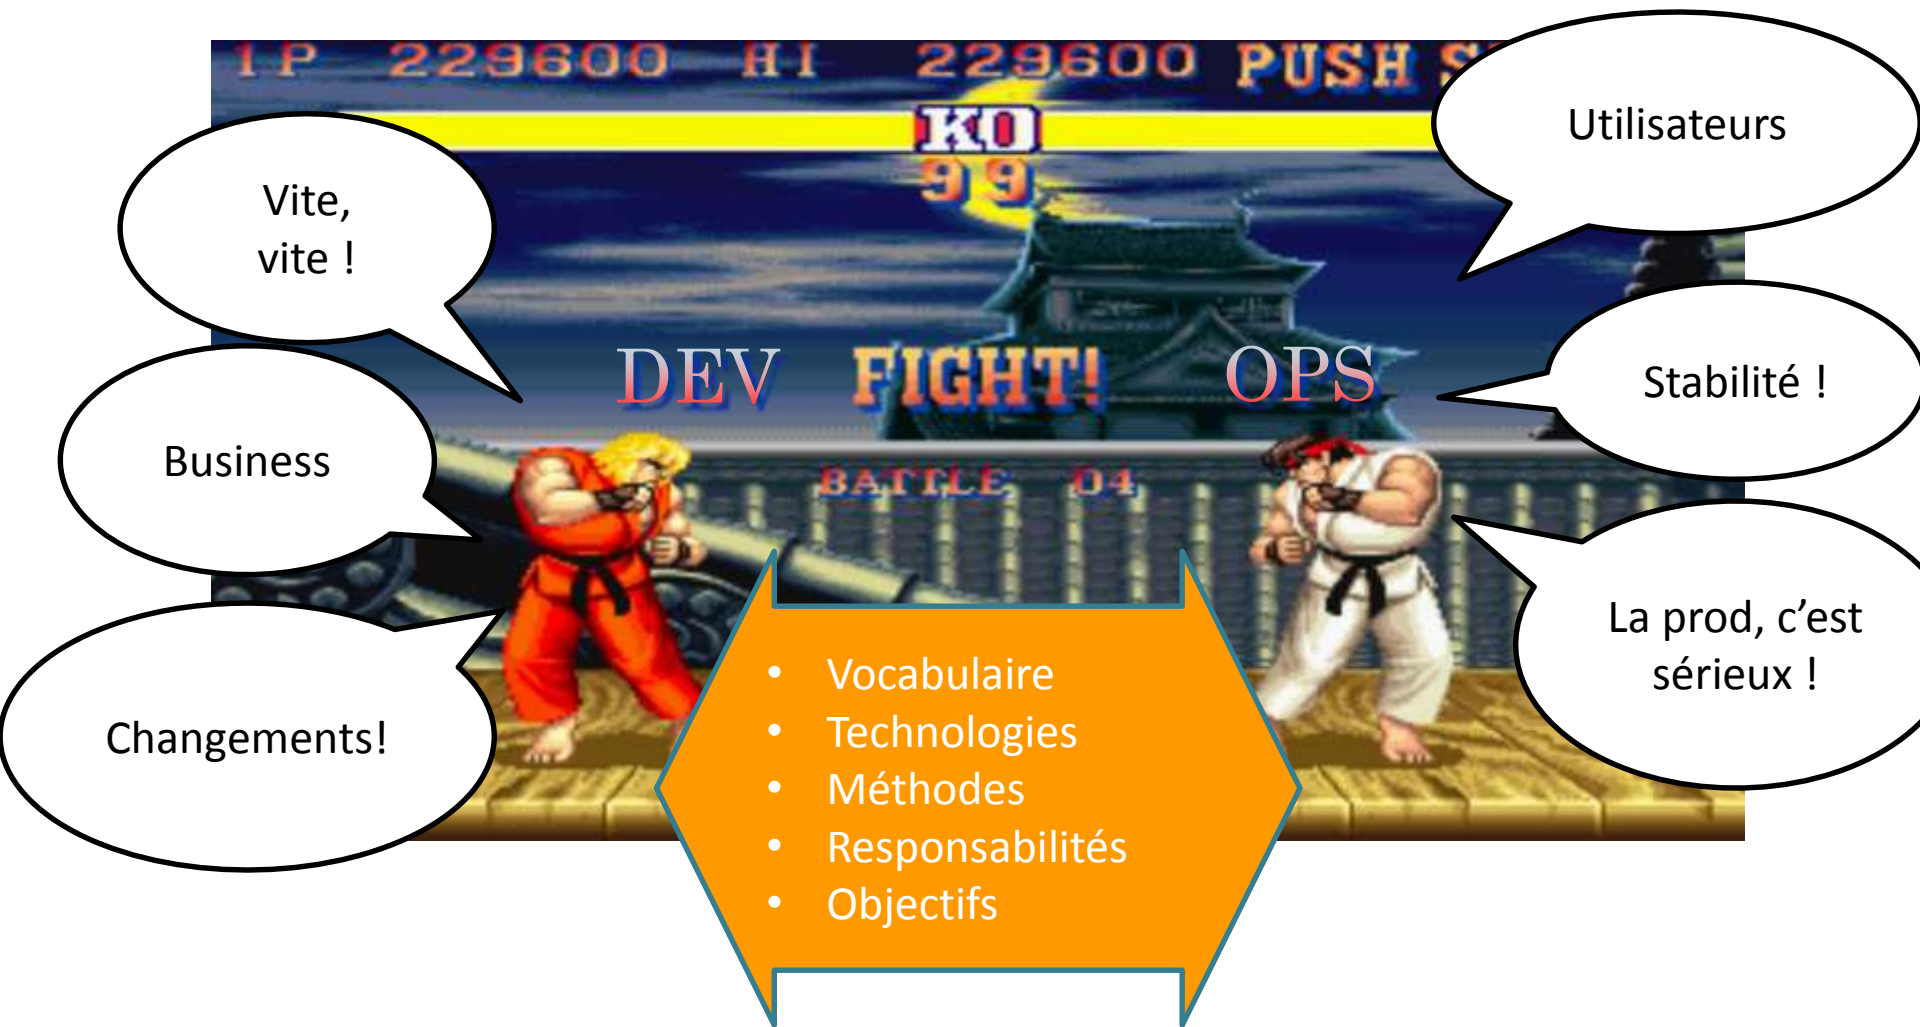 1P 229600 HI 229600 PUSH
KO
99
Utilisateurs
Vite,
vite !
Stabilité !
DEV FIGHT! OPS
Business
BATTLE 04
La prod, c’est
sérieux !
Changements!
• Vocabulaire
• Technologies
• Méthodes
• Responsabilités
• Objectifs